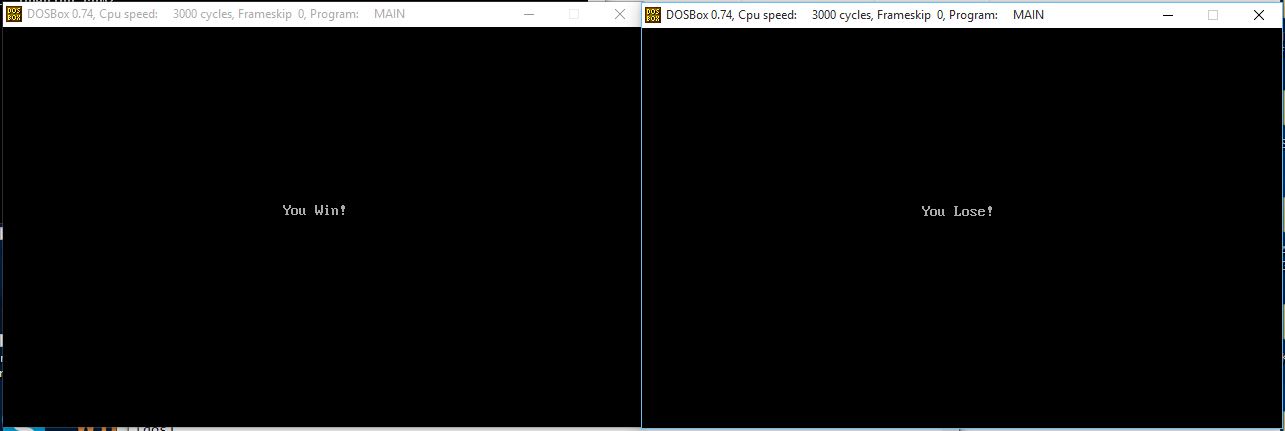 DOSBox 0.74, Cpu speed: 3000 cycles, Frameskip 0, Program: MAIN
You Win!
DOSBox 0.74, Cpu speed: 3000 cycles, Frameskip 0, Program: MAIN
You Lose!